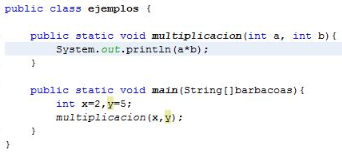 public class ejemplos {
public static void multiplicacion(int a, int b){
System.out.println(a*b);
}
public static void main(String[]barbacoas){
int x=2,y=5;
multiplicacion(x,y);
}
}